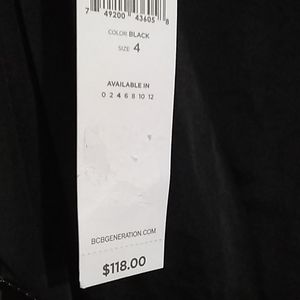 7 49200 43605 8
COLOR BLACK
SIZE 4
AVAILABLE IN
0 2 4 6 8 10 12
BCBGENERATION.COM
$118.00